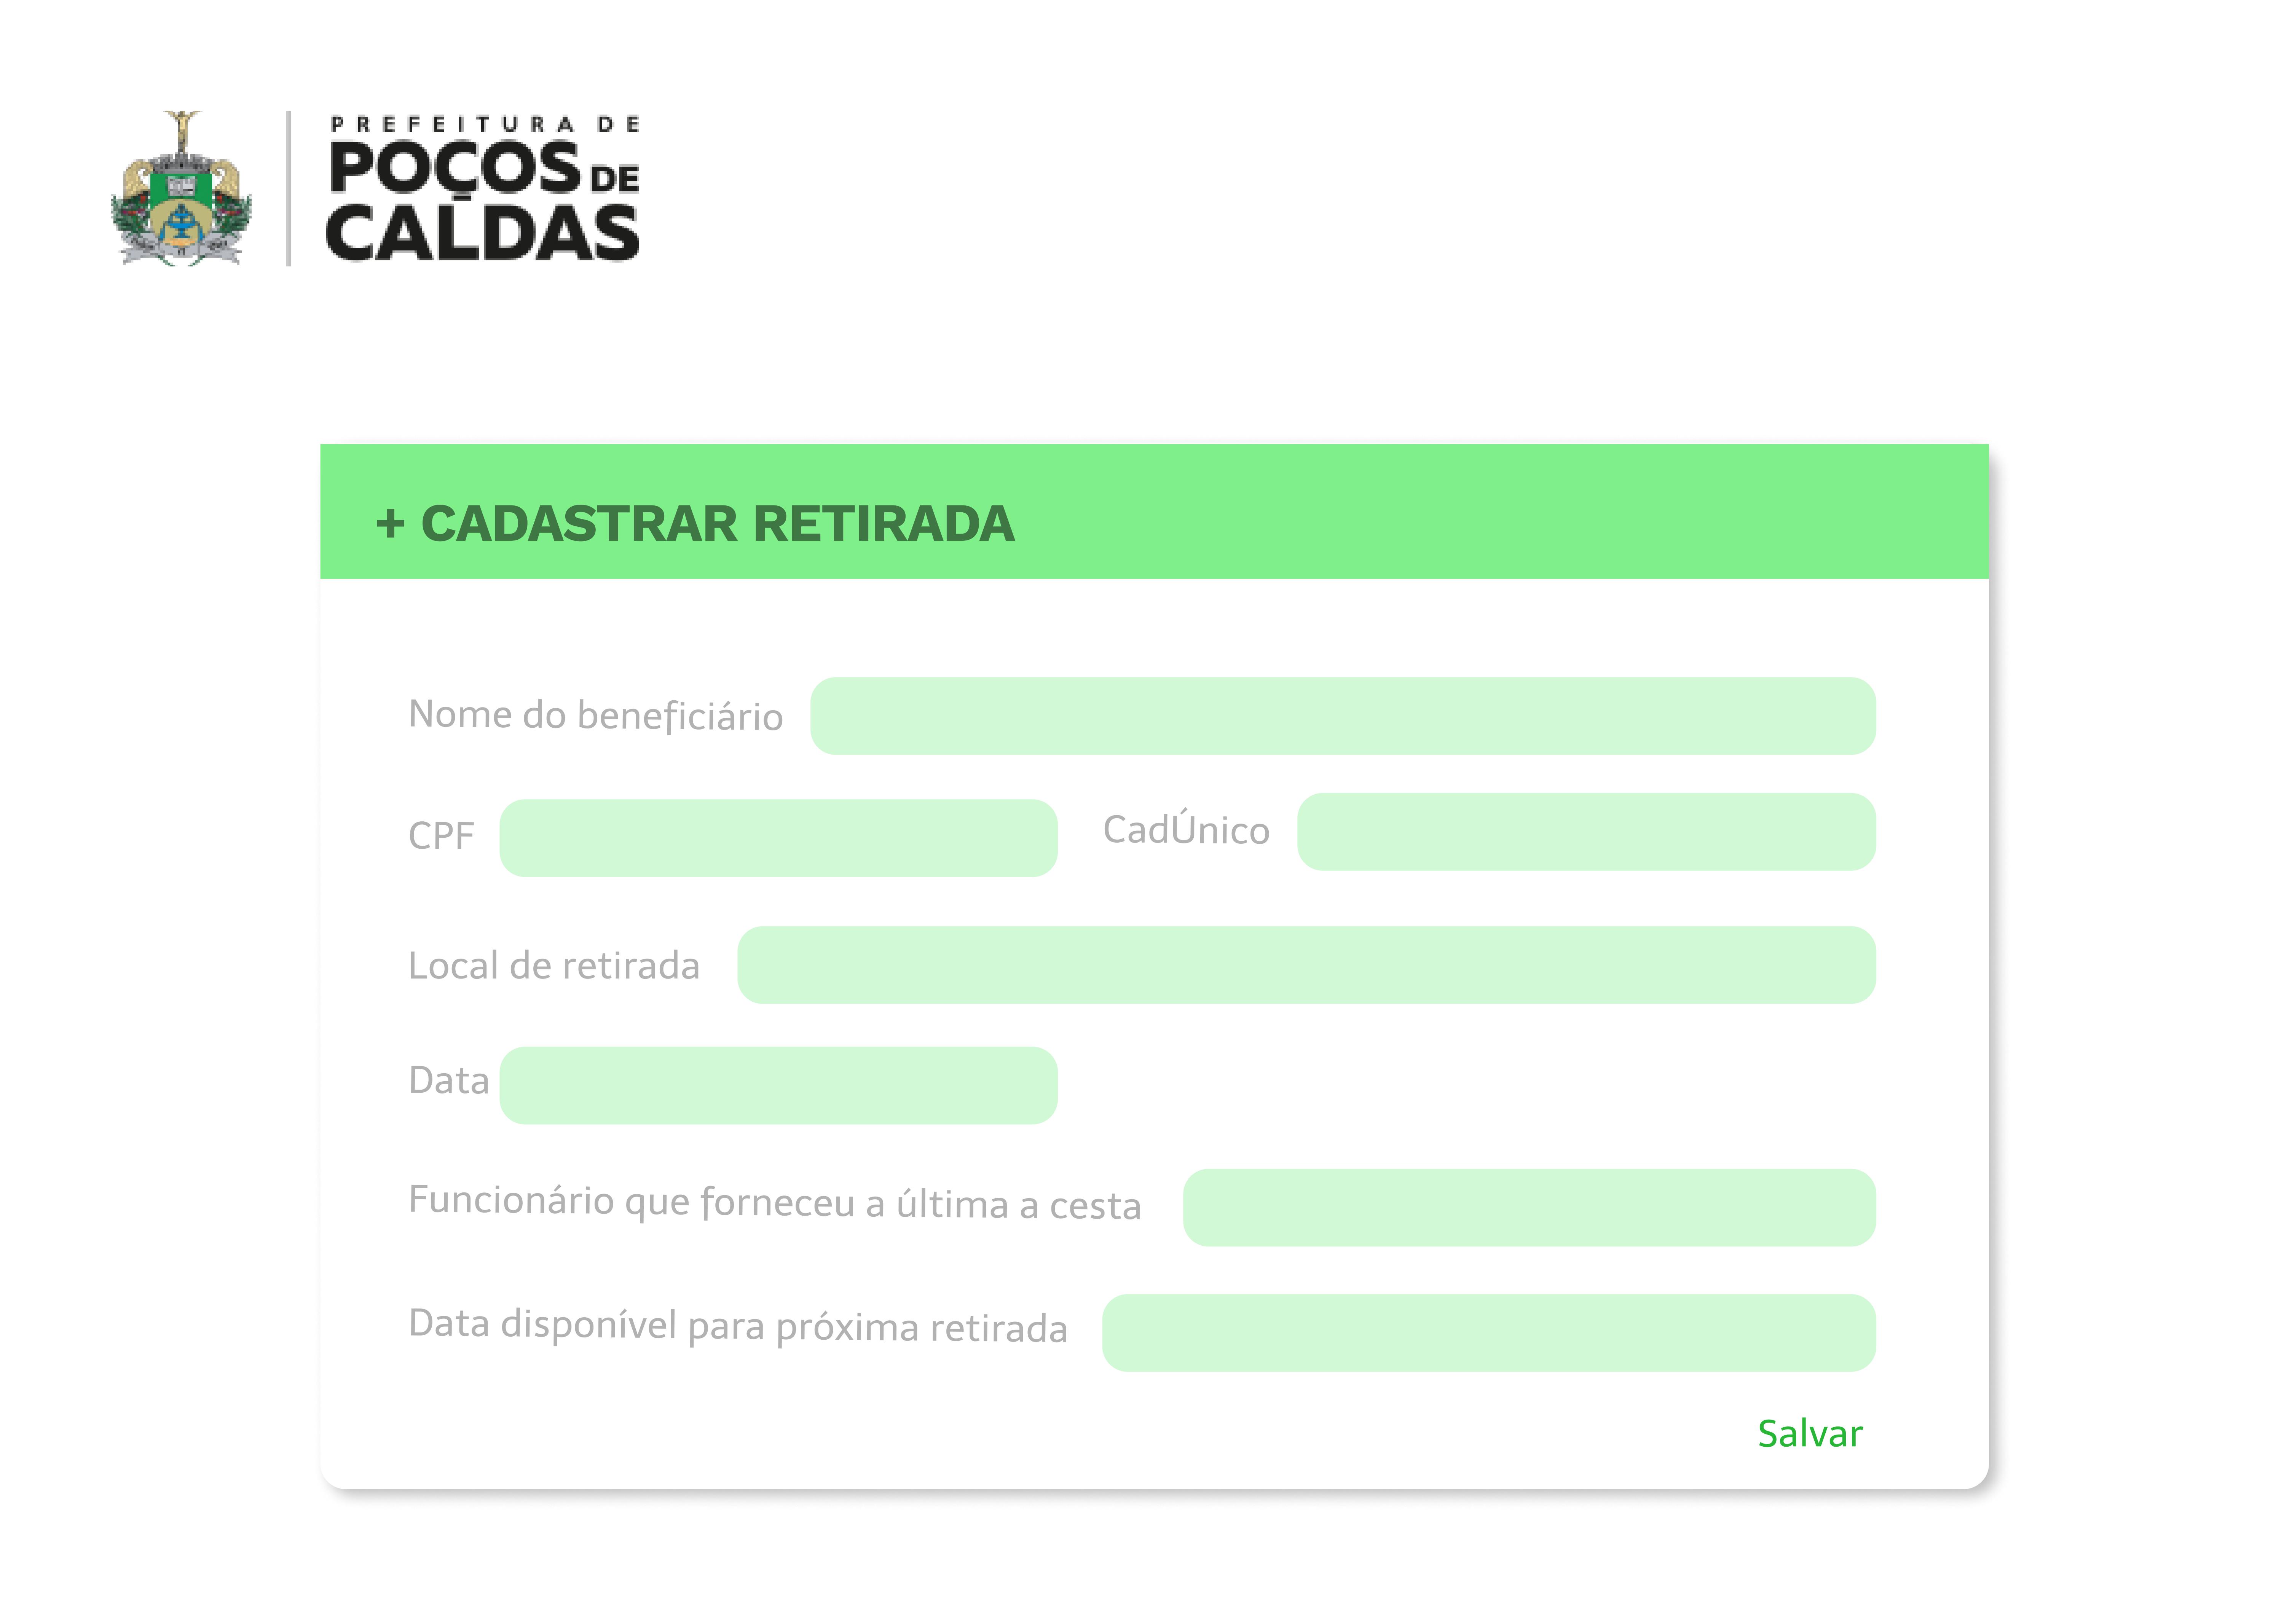 PREFEITURA DE
POÇOS DE
CALDAS
+ CADASTRAR RETIRADA
Nome do beneficiário
CPF
CadÚnico
Local de retirada
Data
Funcionário que forneceu a última a cesta
Data disponível para próxima retirada
Salvar